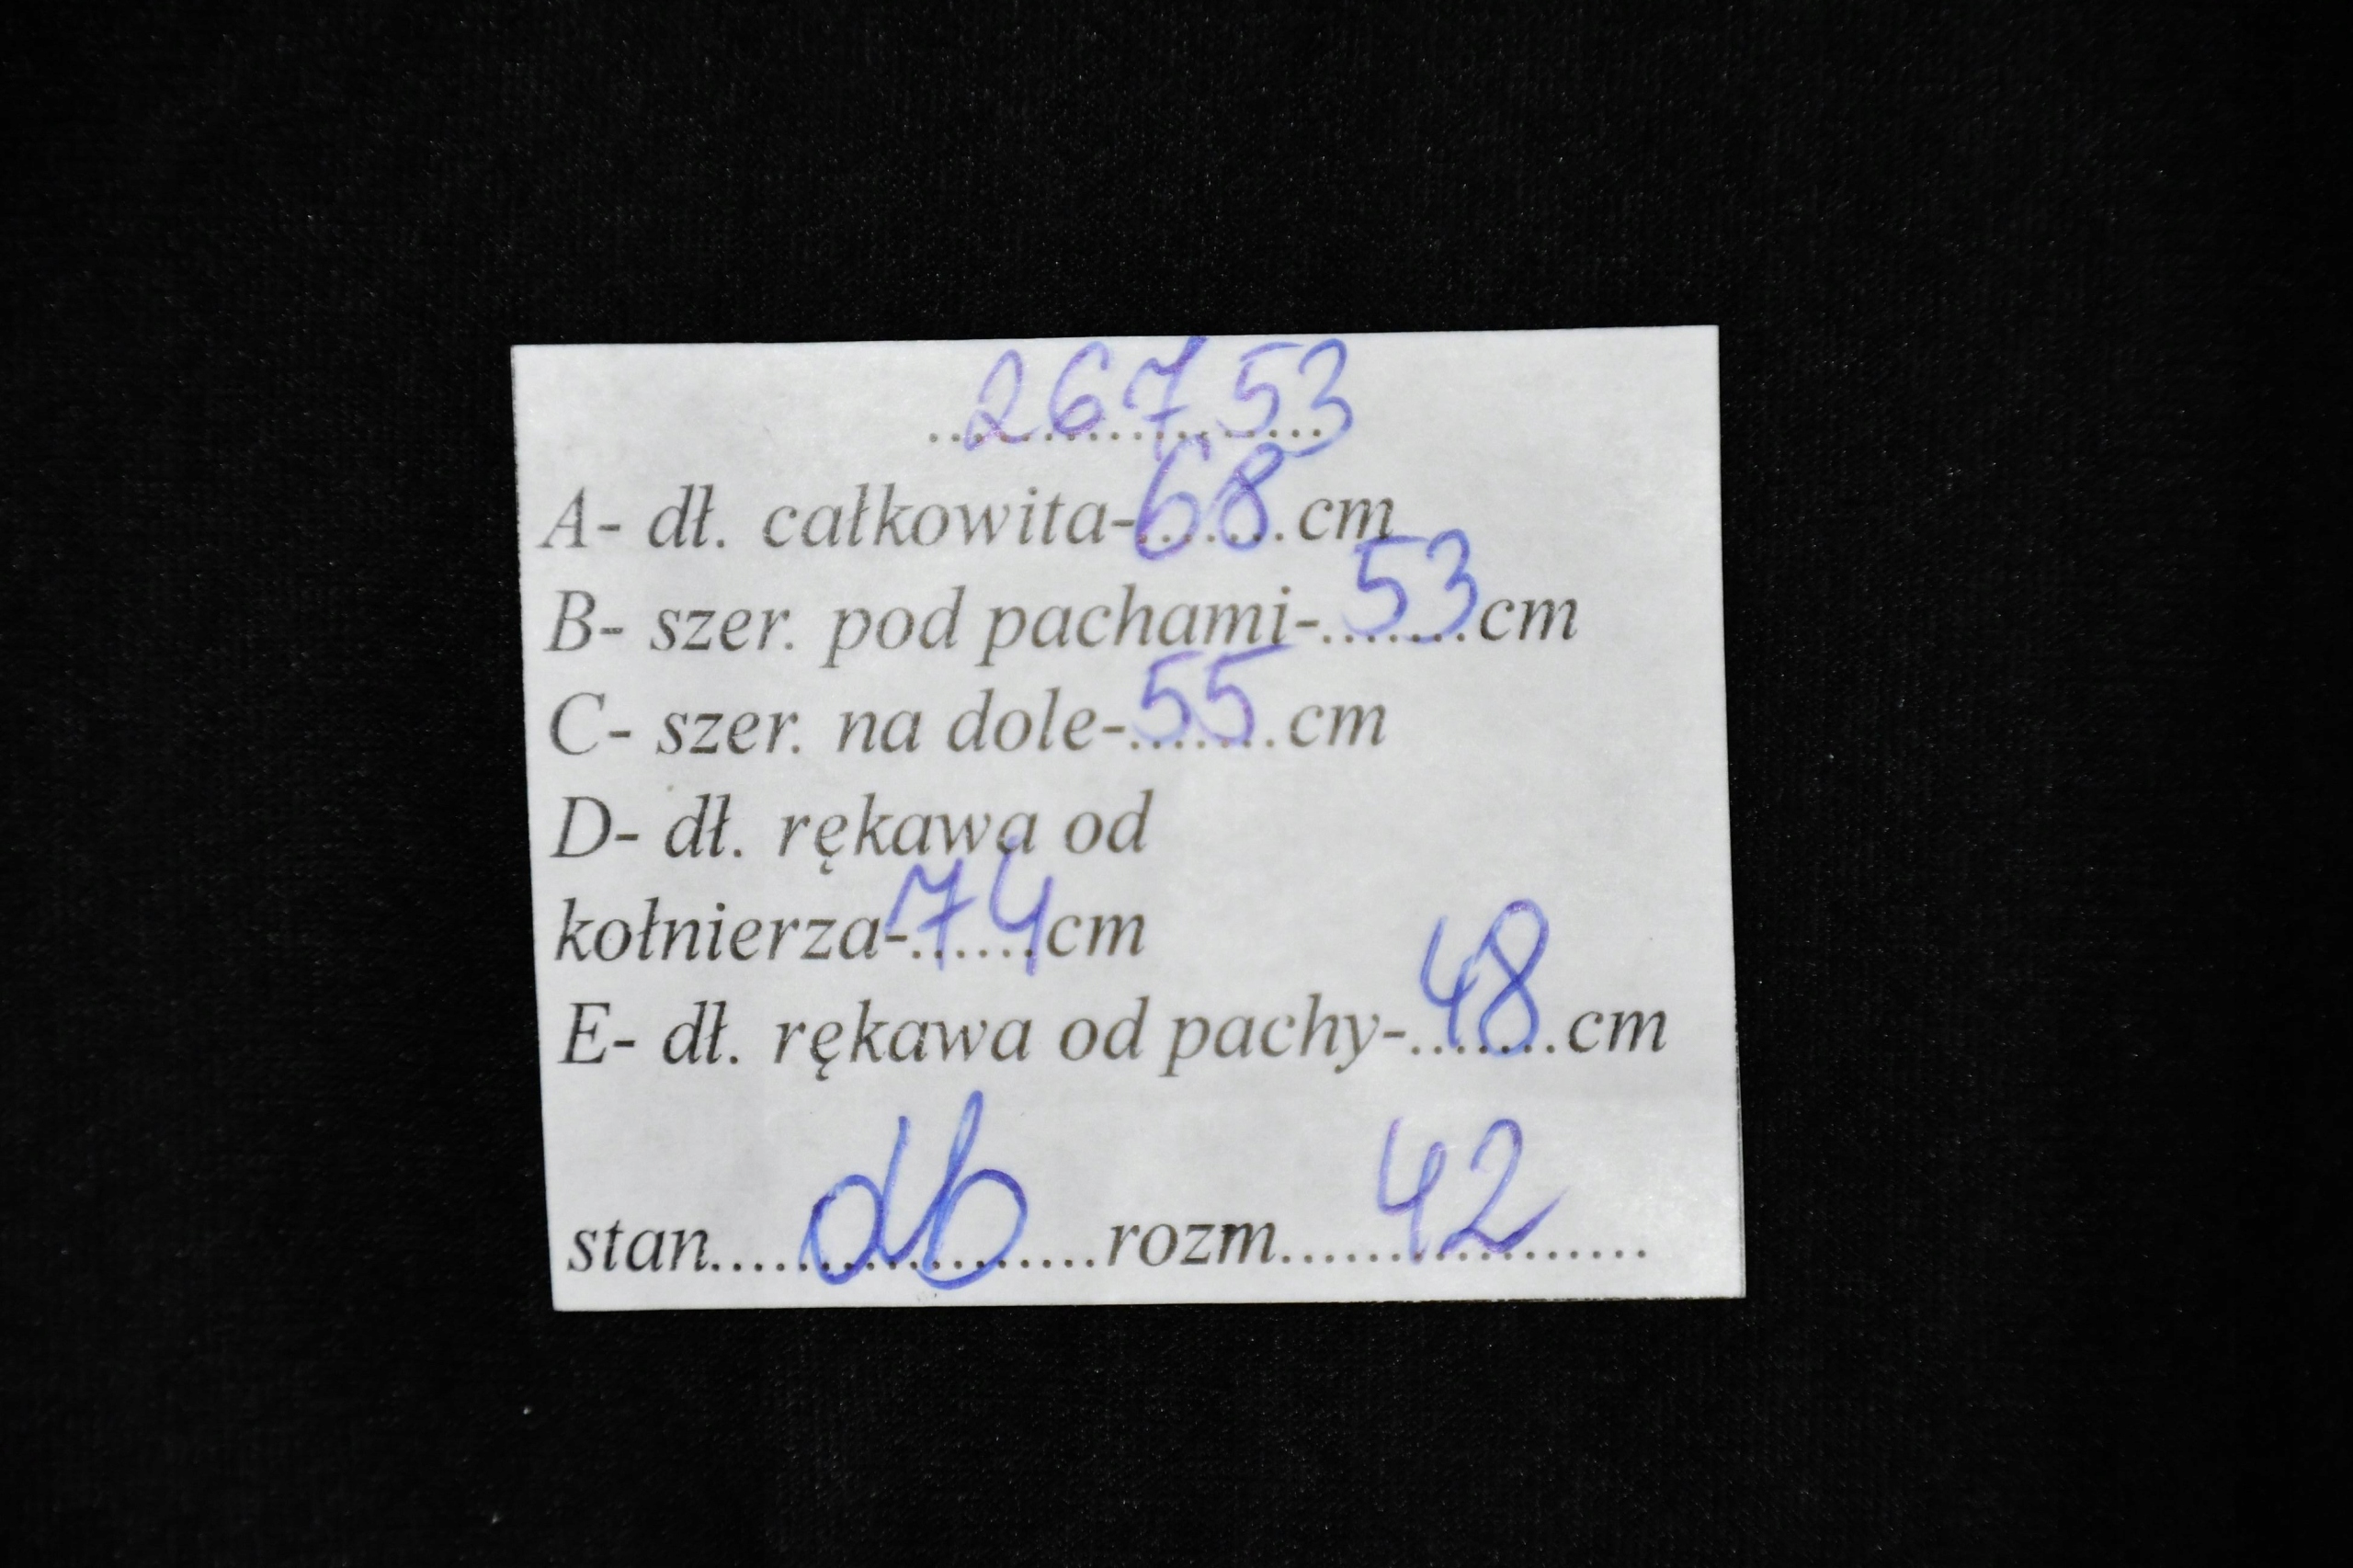 26753
A- dł. całkowita-68cm
B- szer. pod pachami-53cm
C- szer. na dole-55cm
D- dł. rękawa od
kołnierza-74cm
E- dł. rękawa od pachy-48cm
stan....db....rozm....42....